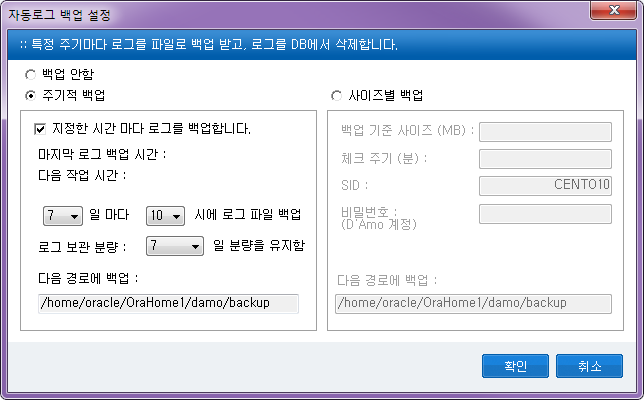 자동로그 백업 설정
:: 특정 주기마다 로그를 파일로 백업 받고, 로그를 DB에서 삭제합니다.
백업 안함
주기적 백업
지정한 시간 마다 로그를 백업합니다.
마지막 로그 백업 시간 :
다음 작업 시간 :
7 일 마다 10 시에 로그 파일 백업
로그 보관 분량 : 7 일 분량을 유지함
다음 경로에 백업 :
/home/oracle/OraHome1/damo/backup
사이즈별 백업
백업 기준 사이즈 (MB) :
체크 주기 (분) :
SID : CENTO10
비밀번호 :
(D'Amo 계정)
다음 경로에 백업 :
/home/oracle/OraHome1/damo/backup
확인 취소